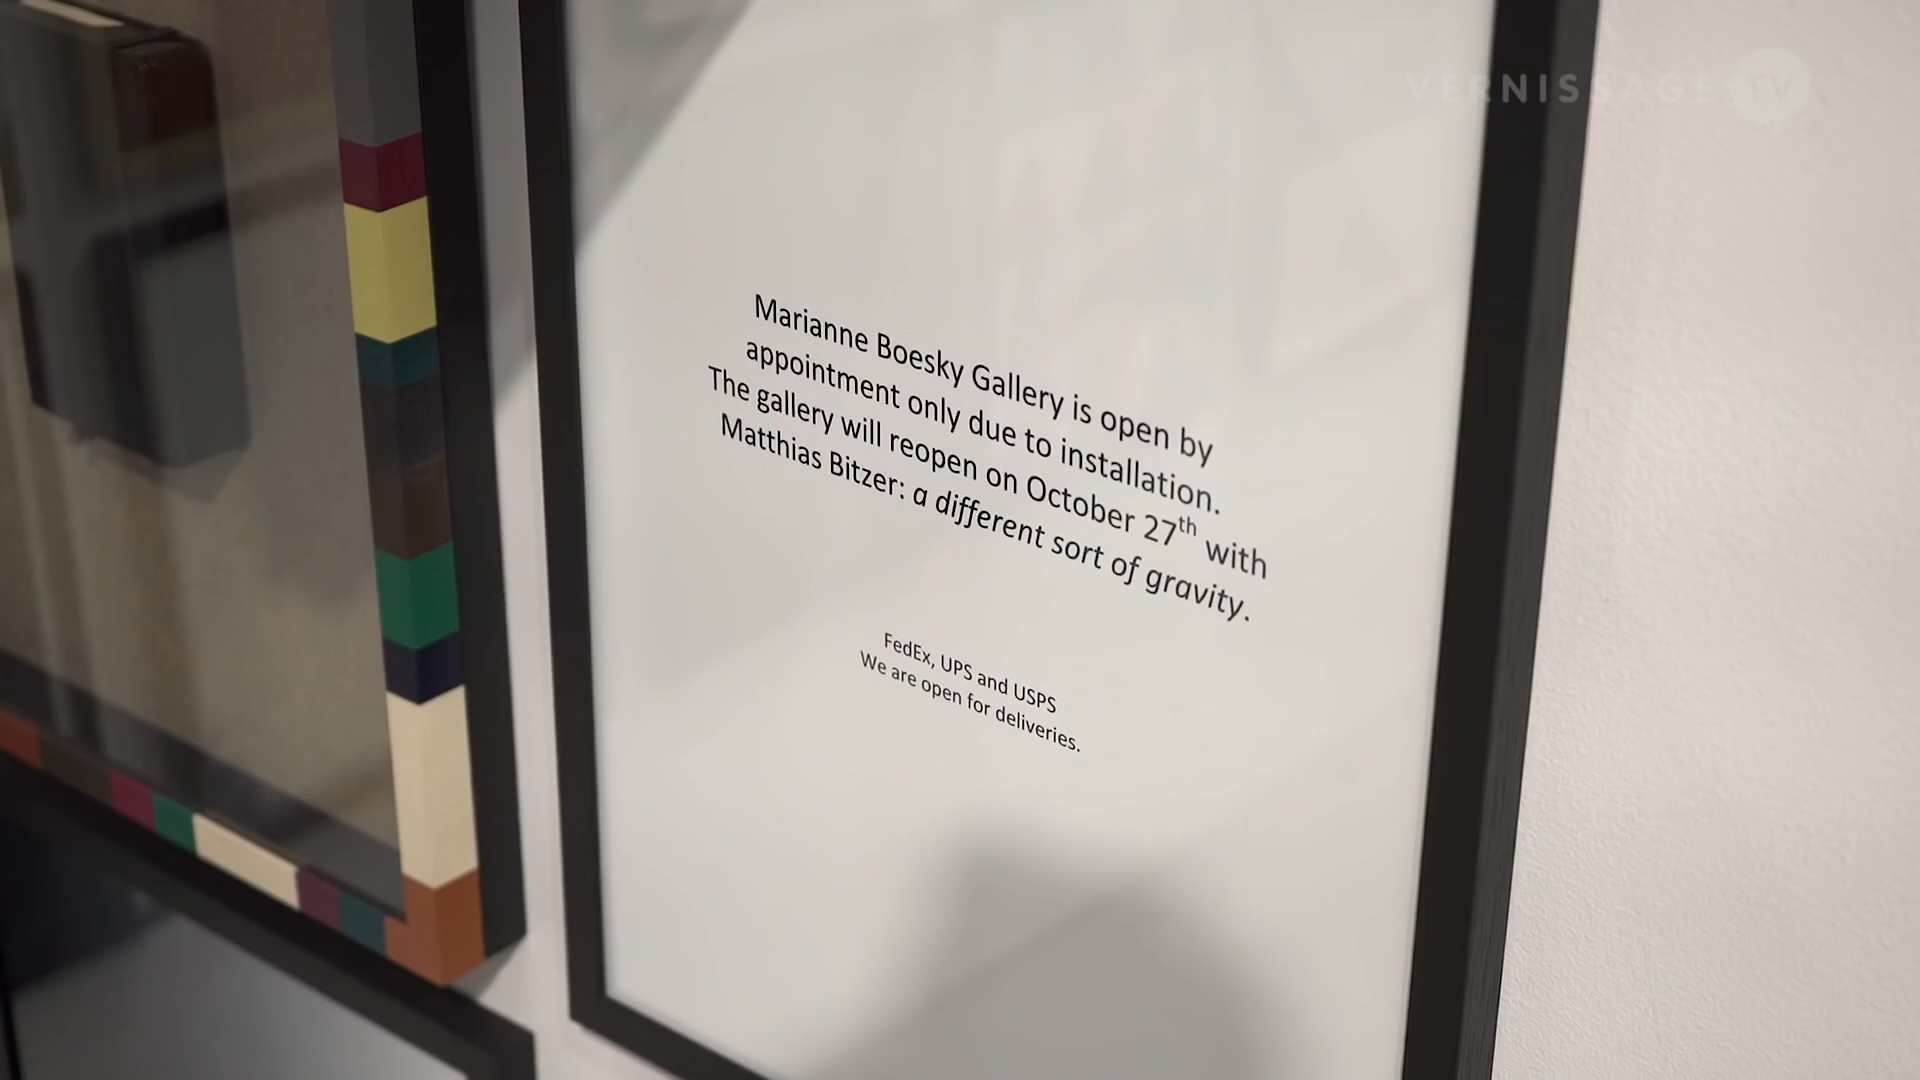 VERNISSAGE TV
Marianne Boesky Gallery is open by
appointment only due to installation.
The gallery will reopen on October 27th with
Matthias Bitzer: a different sort of gravity.
FedEx, UPS and USPS
We are open for deliveries.